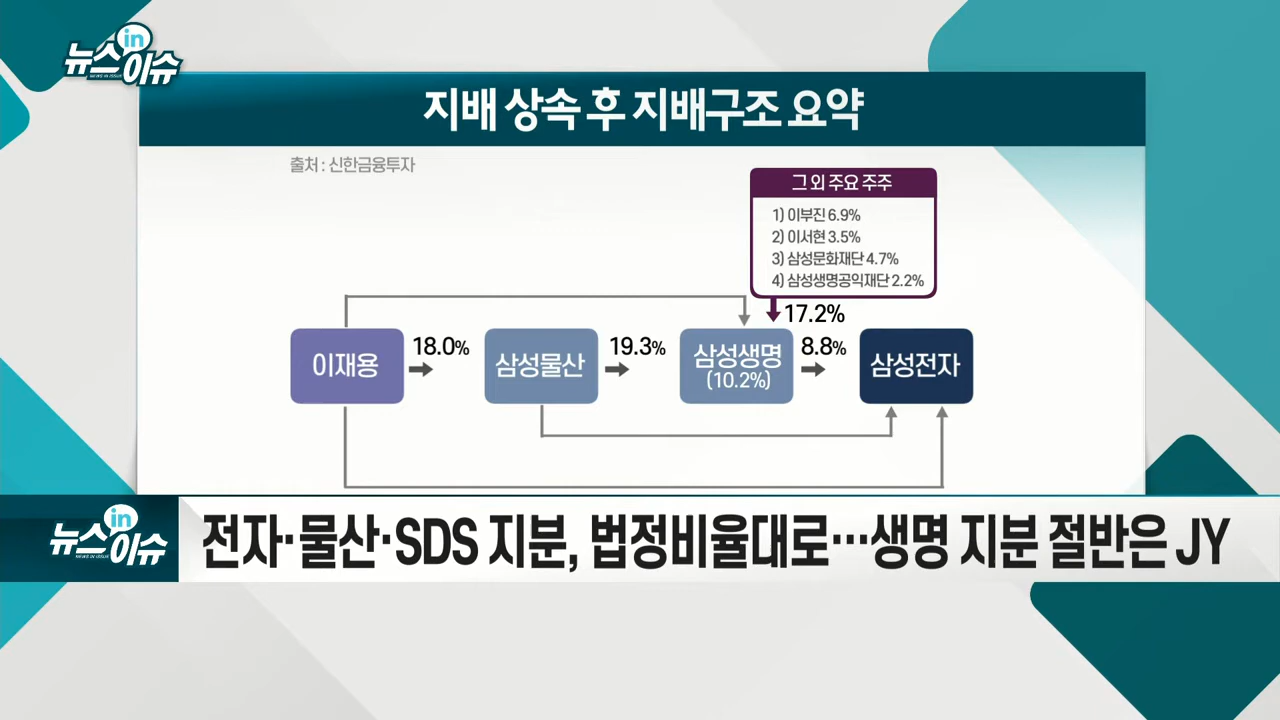 뉴스in이슈
NEWS IN ISSUE
지배 상속 후 지배구조 요약
출처 : 신한금융투자
그 외 주요 주주
1) 이부진 6.9%
2) 이서현 3.5%
3) 삼성문화재단 4.7%
4) 삼성생명공익재단 2.2%
17.2%
이재용
18.0%
삼성물산
19.3%
삼성생명
(10.2%)
8.8%
삼성전자
뉴스in이슈
NEWS IN ISSUE
전자·물산·SDS 지분, 법정비율대로…생명 지분 절반은 JY